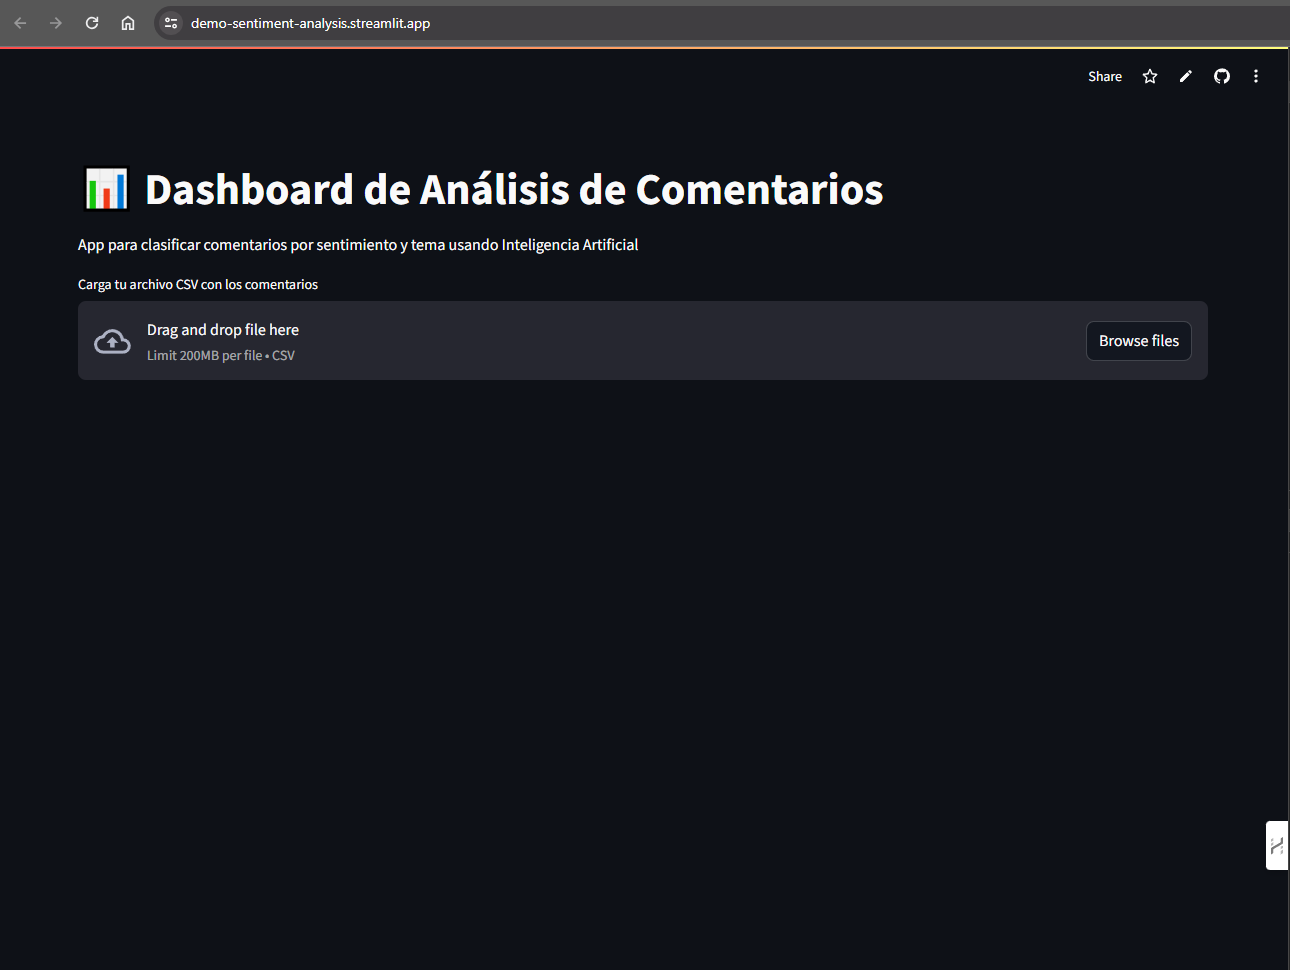 demo-sentiment-analysis.streamlit.app
Share
Dashboard de Análisis de Comentarios
App para clasificar comentarios por sentimiento y tema usando Inteligencia Artificial
Carga tu archivo CSV con los comentarios
Drag and drop file here
Limit 200MB per file • CSV
Browse files